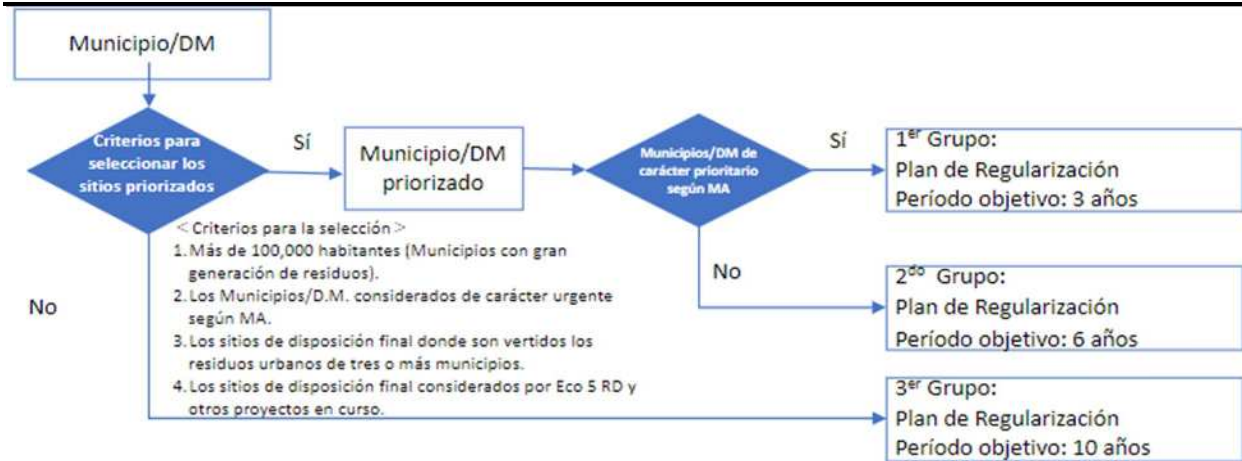 Municipio/DM
Criterios para
seleccionar los
sitios priorizados
Sí
Municipio/DM
priorizado
Municipios/DM de
carácter prioritario
según MA
Sí
1er Grupo:
Plan de Regularización
Período objetivo: 3 años
< Criterios para la selección >
1. Más de 100,000 habitantes (Municipios con gran
generación de residuos).
2. Los Municipios/D.M. considerados de carácter urgente
según MA.
3. Los sitios de disposición final donde son vertidos los
residuos urbanos de tres o más municipios.
4. Los sitios de disposición final considerados por Eco 5 RD y
otros proyectos en curso.
No
No
2do Grupo:
Plan de Regularización
Período objetivo: 6 años
3er Grupo:
Plan de Regularización
Período objetivo: 10 años